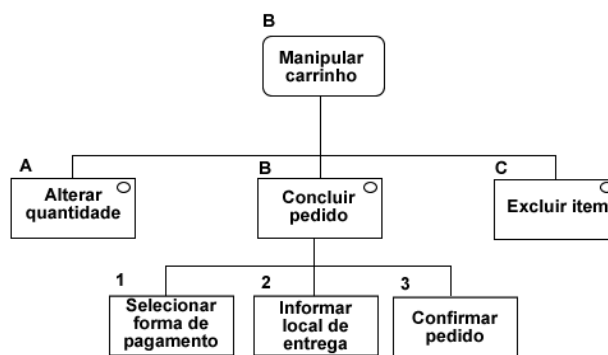 B
Manipular
carrinho
A
B
C
Alterar
quantidade
Concluir
pedido
Excluir item
1
2
3
Selecionar
forma de
pagamento
Informar
local de
entrega
Confirmar
pedido